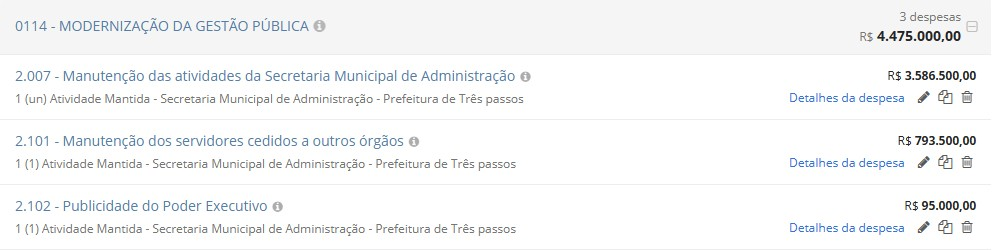 0114 - MODERNIZAÇÃO DA GESTÃO PÚBLICA
3 despesas
R$ 4.475.000,00
2.007 - Manutenção das atividades da Secretaria Municipal de Administração
R$ 3.586.500,00
1 (un) Atividade Mantida - Secretaria Municipal de Administração - Prefeitura de Três passos
Detalhes da despesa
2.101 - Manutenção dos servidores cedidos a outros órgãos
R$ 793.500,00
1 (1) Atividade Mantida - Secretaria Municipal de Administração - Prefeitura de Três passos
Detalhes da despesa
2.102 - Publicidade do Poder Executivo
R$ 95.000,00
1 (1) Atividade Mantida - Secretaria Municipal de Administração - Prefeitura de Três passos
Detalhes da despesa